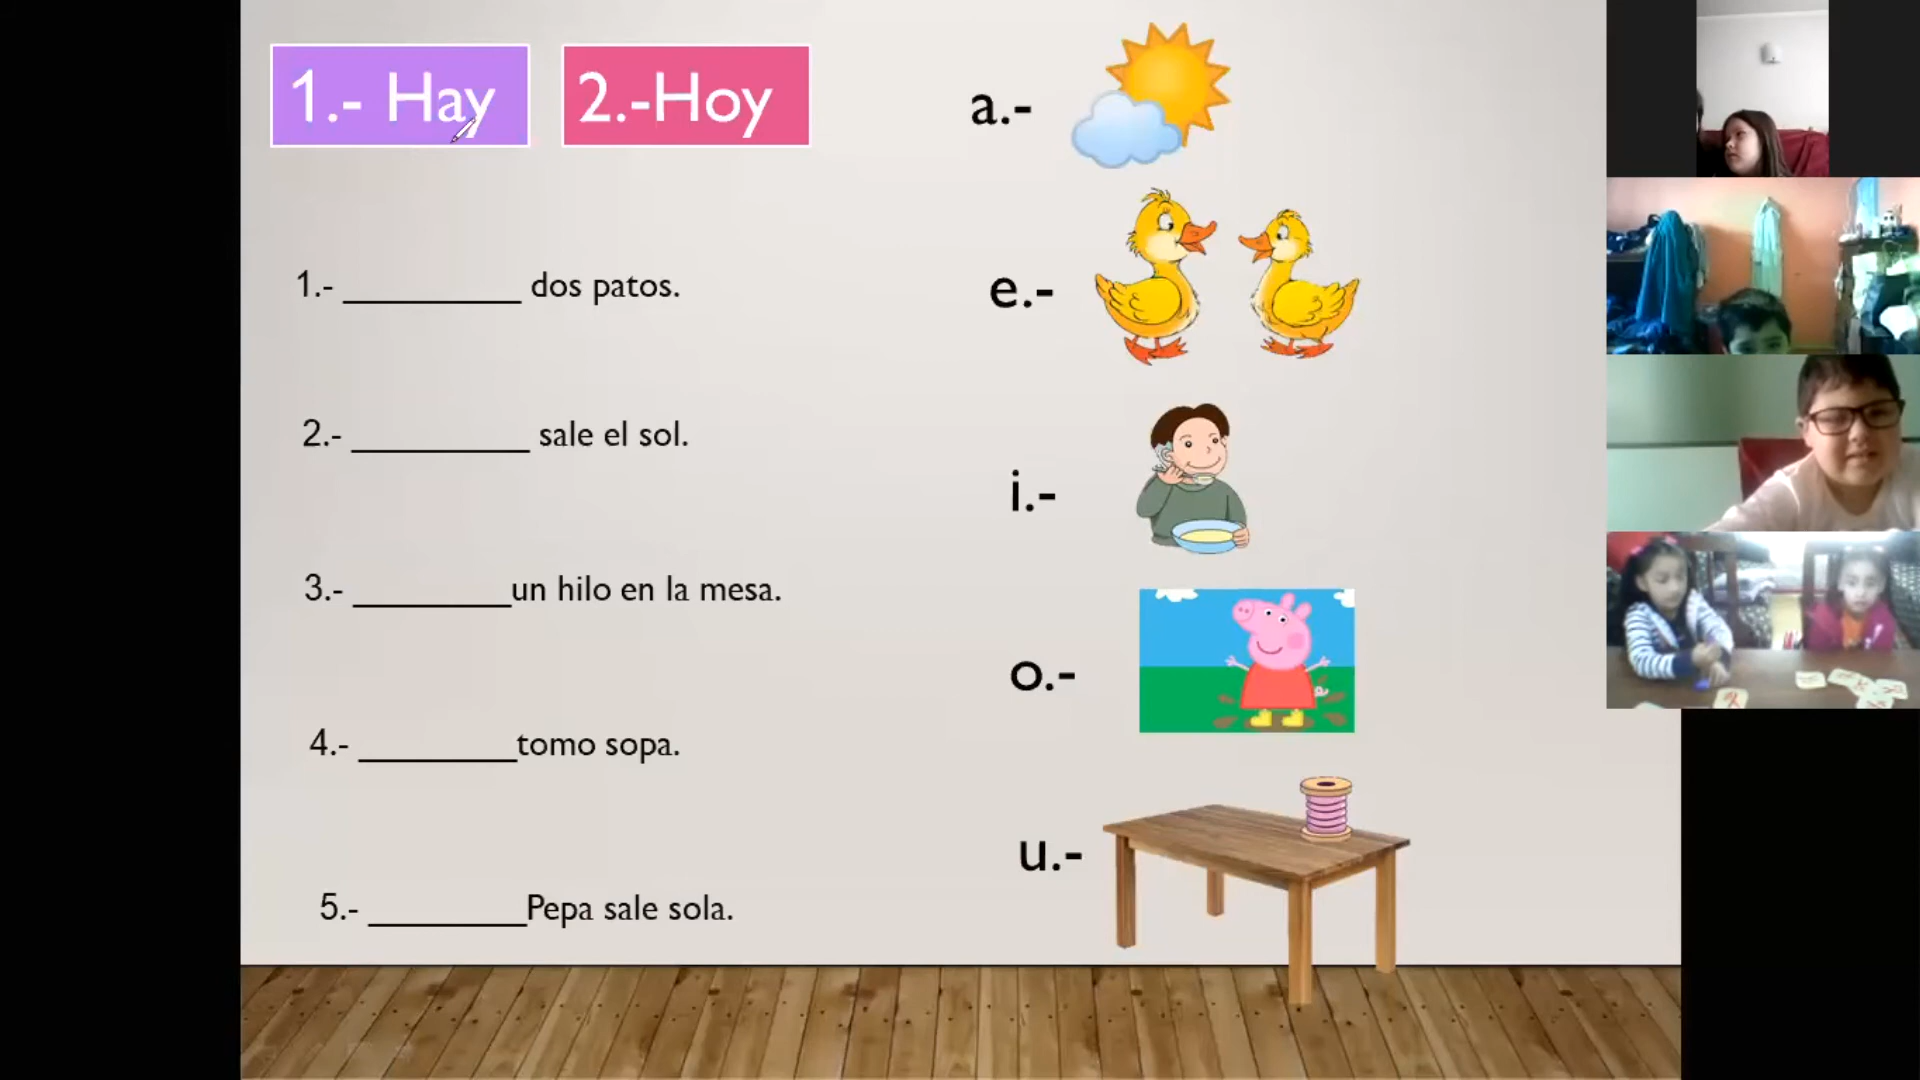 1.- Hay
2.-Hoy
1.- __________ dos patos.
2.- __________ sale el sol.
3.- _________un hilo en la mesa.
4.- _________tomo sopa.
5.- _________Pepa sale sola.
a.-
e.-
i.-
o.-
u.-